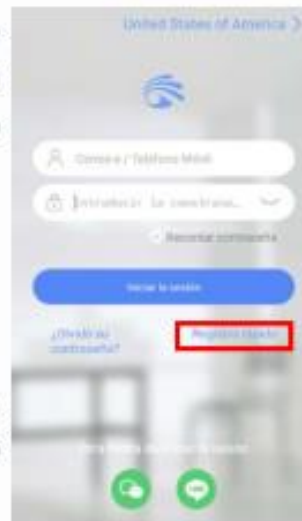 United States of America >
Correo / Teléfono Móvil
Introducir la contraseña...
Recordar contraseña
Iniciar la sesión
¿Olvidó su
contraseña?
Registro rápido